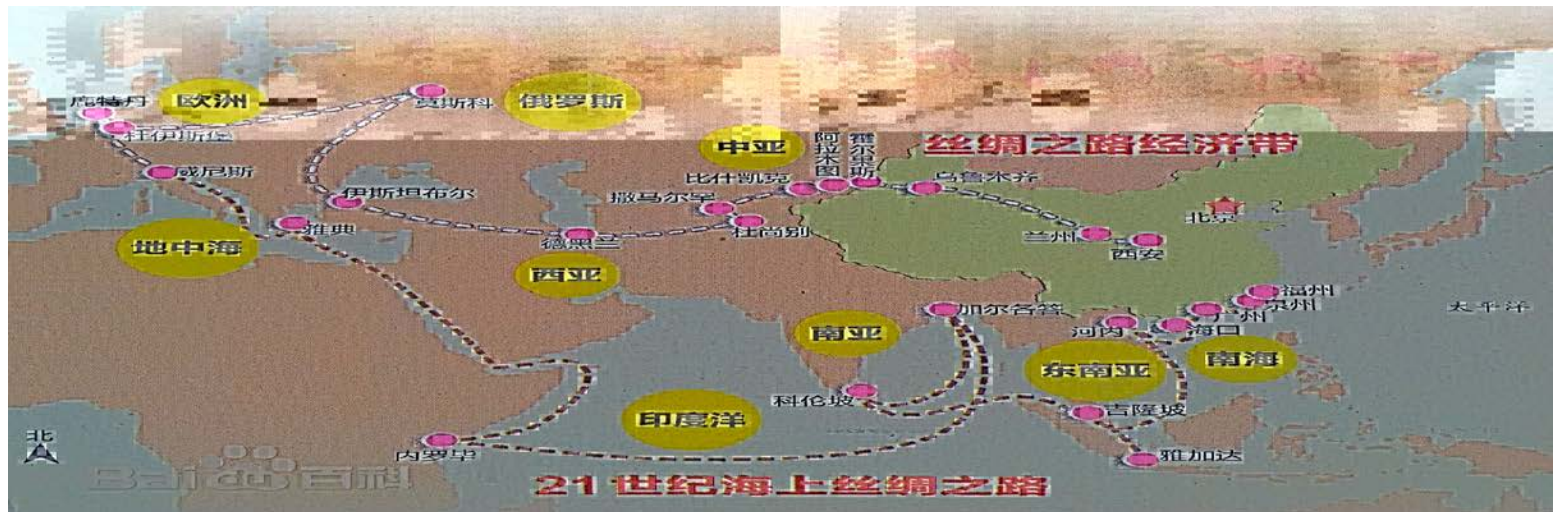 鹿特丹
欧洲
杜伊斯堡
莫斯科
俄罗斯
威尼斯
伊斯坦布尔
雅典
地中海
德黑兰
西亚
中亚
撒马尔罕
杜尚别
比什凯克
阿拉木图
霍尔果斯
丝绸之路经济带
乌鲁木齐
北京
兰州
西安
福州
泉州
广州
海口
河内
太平洋
加尔各答
南亚
东南亚
南海
科伦坡
吉隆坡
印度洋
雅加达
内罗毕
北
Baidu百科
21世纪海上丝绸之路